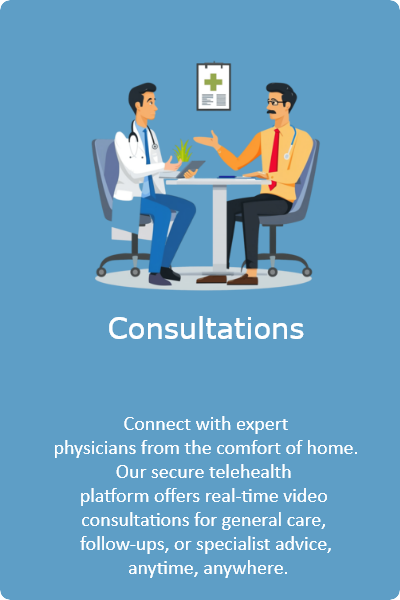 Consultations
Connect with expert
physicians from the comfort of home.
Our secure telehealth
platform offers real-time video
consultations for general care,
follow-ups, or specialist advice,
anytime, anywhere.